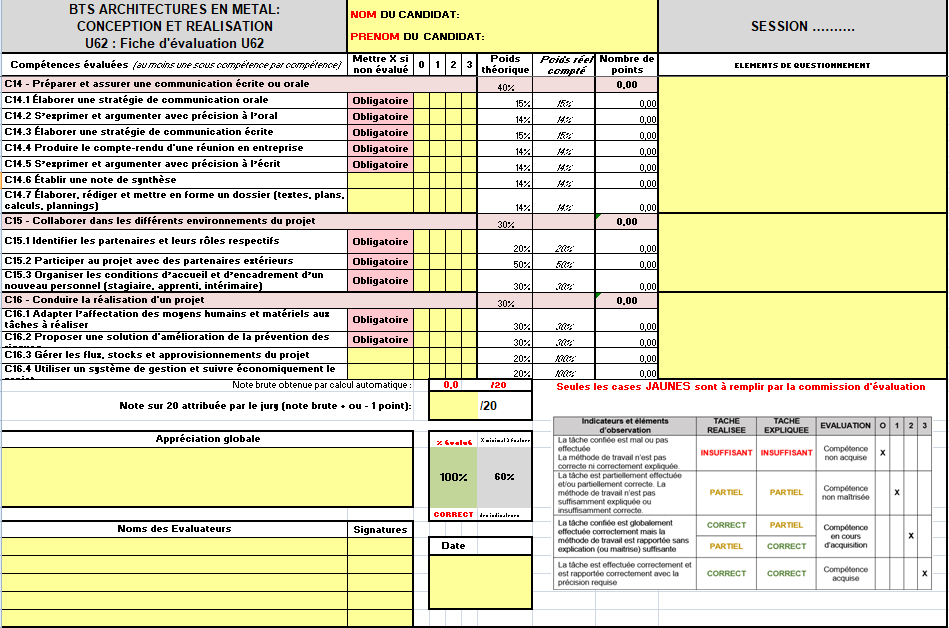 BTS ARCHITECTURES EN METAL:
CONCEPTION ET REALISATION
U62 : Fiche d'évaluation U62
NOM DU CANDIDAT:
PRENOM DU CANDIDAT:
SESSION ..........
Compétences évaluées (au moins une sous compétence par compétence) Mettre X si non évalué 0 1 2 3 Poids théorique Poids réel compté Nombre de points ELEMENTS DE QUESTIONNEMENT
C14 - Préparer et assurer une communication écrite ou orale 40% 0,00
C14.1 Élaborer une stratégie de communication orale Obligatoire 15% 15% 0,00
C14.2 S'exprimer et argumenter avec précision à l'oral Obligatoire 14% 14% 0,00
C14.3 Élaborer une stratégie de communication écrite Obligatoire 15% 15% 0,00
C14.4 Produire le compte-rendu d'une réunion en entreprise Obligatoire 14% 14% 0,00
C14.5 S'exprimer et argumenter avec précision à l'écrit Obligatoire 14% 14% 0,00
C14.6 Établir une note de synthèse 14% 14% 0,00
C14.7 Élaborer, rédiger et mettre en forme un dossier (textes, plans,
calculs, plannings) 14% 14% 0,00
C15 - Collaborer dans les différents environnements du projet 30% 0,00
C15.1 Identifier les partenaires et leurs rôles respectifs Obligatoire 20% 20% 0,00
C15.2 Participer au projet avec des partenaires extérieurs Obligatoire 50% 50% 0,00
C15.3 Organiser les conditions d'accueil et d'encadrement d'un
nouveau personnel (stagiaire, apprenti, intérimaire) Obligatoire 30% 30% 0,00
C16 - Conduire la réalisation d'un projet 30% 0,00
C16.1 Adapter l'affectation des moyens humains et matériels aux
tâches à réaliser Obligatoire 30% 30% 0,00
C16.2 Proposer une solution d'amélioration de la prévention des Obligatoire 30% 30% 0,00
C16.3 Gérer les flux, stocks et approvisionnements du projet 20% 100% 0,00
C16.4 Utiliser un système de gestion et suivre économiquement le 20% 100% 0,00
Note brute obtenue par calcul automatique : 0,0 /20
Seules les cases JAUNES sont à remplir par la commission d'évaluation
Note sur 20 attribuée par le jury (note brute + ou - 1 point): /20
Appréciation globale
% évalué
100% 60%
CORRECT des indicateurs
Noms des Evaluateurs Signatures
Date
Indicateurs et éléments d'observation TACHE REALISEE TACHE EXPLIQUEE EVALUATION O 1 2 3
La tâche confiée est mal ou pas
effectuée
La méthode de travail n'est pas
correcte ni correctement expliquée.
INSUFFISANT INSUFFISANT Compétence non acquise X
La tâche est partiellement effectuée
et/ou partiellement correcte. La
méthode de travail n'est pas
suffisamment expliquée ou
insuffisamment correcte.
PARTIEL PARTIEL Compétence non maîtrisée X
La tâche confiée est globalement
effectuée correctement mais la
méthode de travail est rapportée sans
explication (ou maitrise) suffisante
CORRECT PARTIEL
PARTIEL CORRECT
Compétence en cours d'acquisition X
La tâche est effectuée correctement et
est rapportée correctement avec la
précision requise
CORRECT CORRECT Compétence acquise X